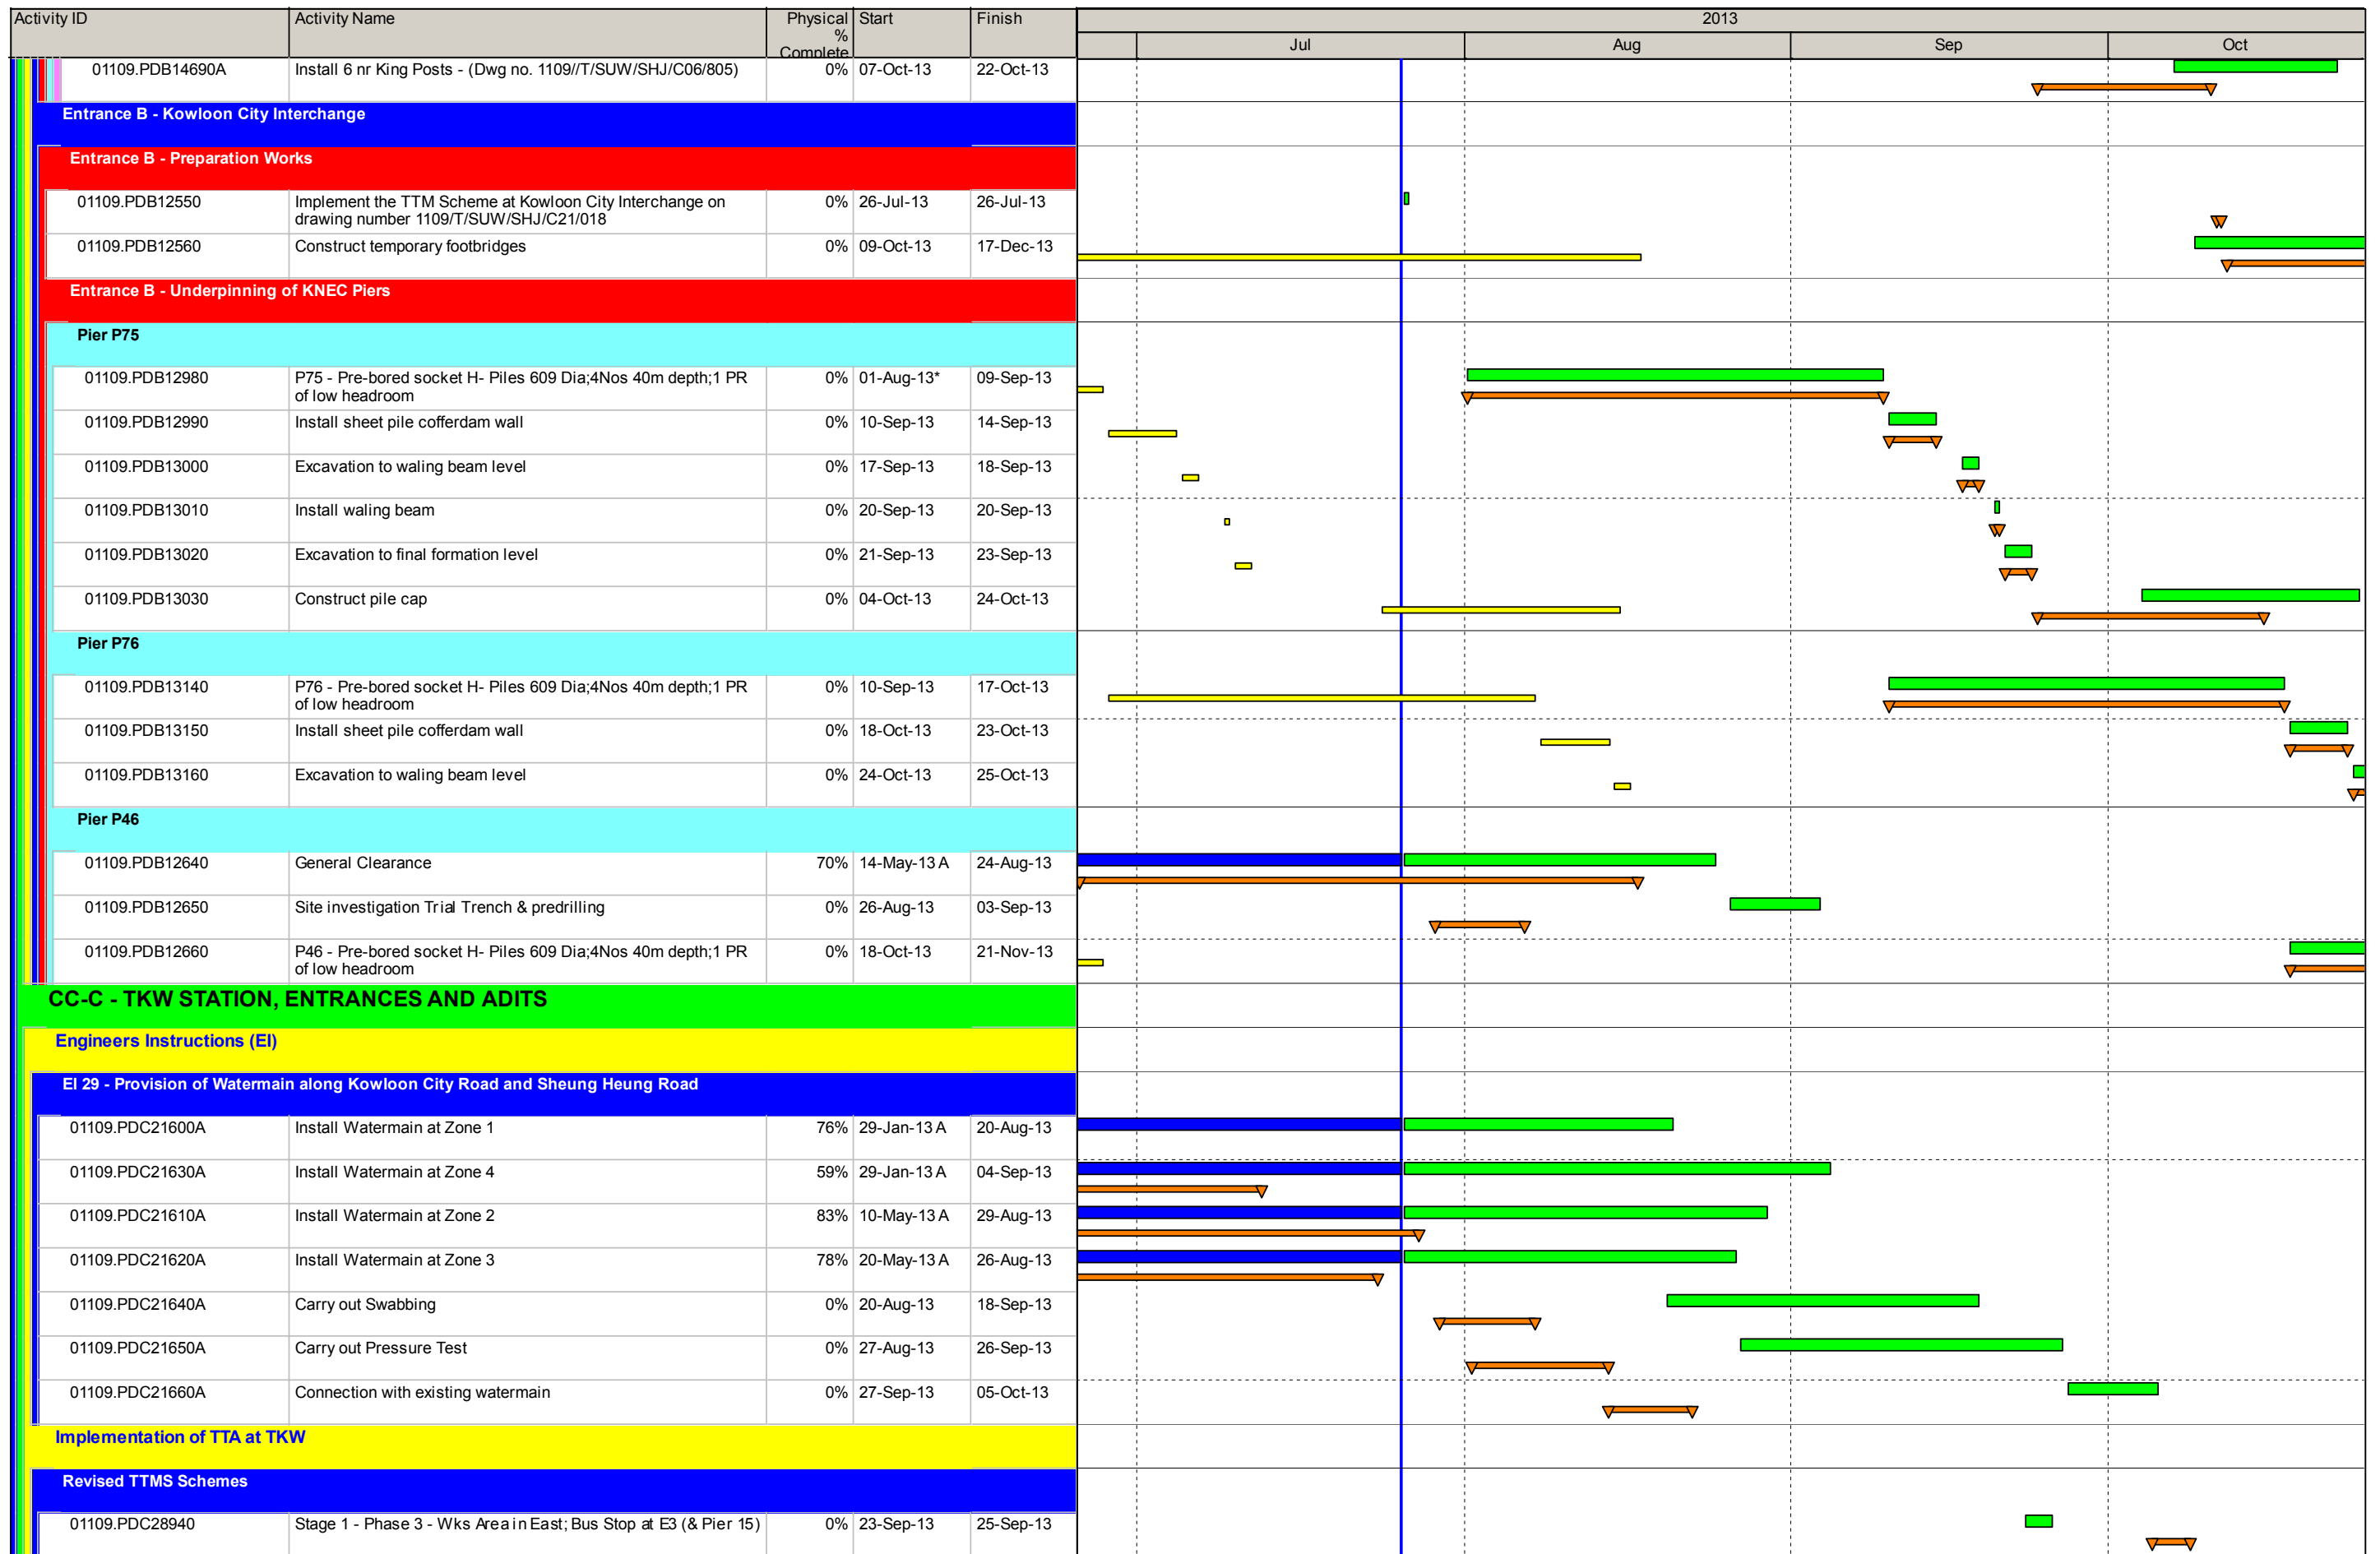 Activity ID Activity Name Physical % Complete Start Finish 2013
Jul Aug Sep Oct
01109.PDB14690A Install 6 nr King Posts - (Dwg no. 1109//T/SUW/SHJ/C06/805) 0% 07-Oct-13 22-Oct-13
Entrance B - Kowloon City Interchange
Entrance B - Preparation Works
01109.PDB12550 Implement the TTM Scheme at Kowloon City Interchange on 0% 26-Jul-13 26-Jul-13
drawing number 1109/T/SUW/SHJ/C21/018
01109.PDB12560 Construct temporary footbridges 0% 09-Oct-13 17-Dec-13
Entrance B - Underpinning of KNEC Piers
Pier P75
01109.PDB12980 P75 - Pre-bored socket H- Piles 609 Dia;4Nos 40m depth;1 PR 0% 01-Aug-13* 09-Sep-13
of low headroom
01109.PDB12990 Install sheet pile cofferdam wall 0% 10-Sep-13 14-Sep-13
01109.PDB13000 Excavation to waling beam level 0% 17-Sep-13 18-Sep-13
01109.PDB13010 Install waling beam 0% 20-Sep-13 20-Sep-13
01109.PDB13020 Excavation to final formation level 0% 21-Sep-13 23-Sep-13
01109.PDB13030 Construct pile cap 0% 04-Oct-13 24-Oct-13
Pier P76
01109.PDB13140 P76 - Pre-bored socket H- Piles 609 Dia;4Nos 40m depth;1 PR 0% 10-Sep-13 17-Oct-13
of low headroom
01109.PDB13150 Install sheet pile cofferdam wall 0% 18-Oct-13 23-Oct-13
01109.PDB13160 Excavation to waling beam level 0% 24-Oct-13 25-Oct-13
Pier P46
01109.PDB12640 General Clearance 70% 14-May-13 A 24-Aug-13
01109.PDB12650 Site investigation Trial Trench & predrilling 0% 26-Aug-13 03-Sep-13
01109.PDB12660 P46 - Pre-bored socket H- Piles 609 Dia;4Nos 40m depth;1 PR 0% 18-Oct-13 21-Nov-13
of low headroom
CC-C - TKW STATION, ENTRANCES AND ADITS
Engineers Instructions (EI)
EI 29 - Provision of Watermain along Kowloon City Road and Sheung Heung Road
01109.PDC21600A Install Watermain at Zone 1 76% 29-Jan-13 A 20-Aug-13
01109.PDC21630A Install Watermain at Zone 4 59% 29-Jan-13 A 04-Sep-13
01109.PDC21610A Install Watermain at Zone 2 83% 10-May-13 A 29-Aug-13
01109.PDC21620A Install Watermain at Zone 3 78% 20-May-13 A 26-Aug-13
01109.PDC21640A Carry out Swabbing 0% 20-Aug-13 18-Sep-13
01109.PDC21650A Carry out Pressure Test 0% 27-Aug-13 26-Sep-13
01109.PDC21660A Connection with existing watermain 0% 27-Sep-13 05-Oct-13
Implementation of TTA at TKW
Revised TTMS Schemes
01109.PDC28940 Stage 1 - Phase 3 - Wks Area in East; Bus Stop at E3 (& Pier 15) 0% 23-Sep-13 25-Sep-13